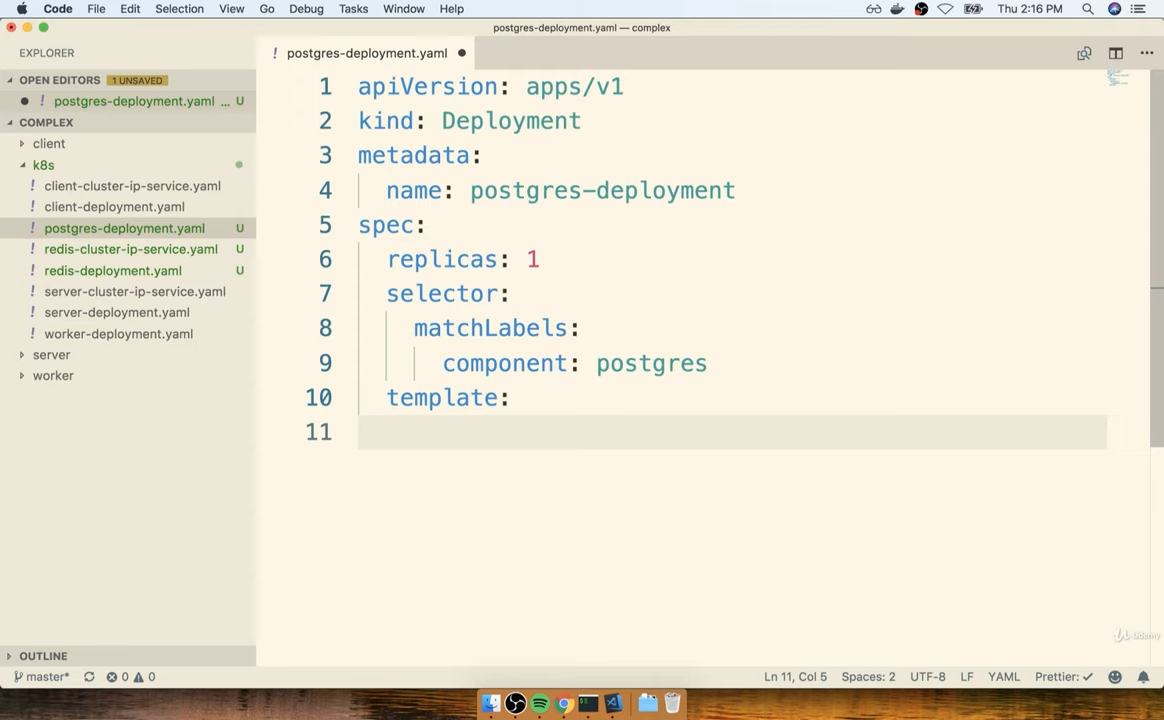 Code File Edit Selection View Go Debug Tasks Window Help Thu 2:16 PM
postgres-deployment.yaml — complex
EXPLORER
! postgres-deployment.yaml
OPEN EDITORS 1 UNSAVED
! postgres-deployment.yaml ... U
COMPLEX
client
k8s
! client-cluster-ip-service.yaml
! client-deployment.yaml
! postgres-deployment.yaml U
! redis-cluster-ip-service.yaml U
! redis-deployment.yaml U
! server-cluster-ip-service.yaml
! server-deployment.yaml
! worker-deployment.yaml
server
worker
1 apiVersion: apps/v1
2 kind: Deployment
3 metadata:
4 name: postgres-deployment
5 spec:
6 replicas: 1
7 selector:
8 matchLabels:
9 component: postgres
10 template:
11
Udemy
OUTLINE
master* 0 0 Ln 11, Col 5 Spaces: 2 UTF-8 LF YAML Prettier: ✓